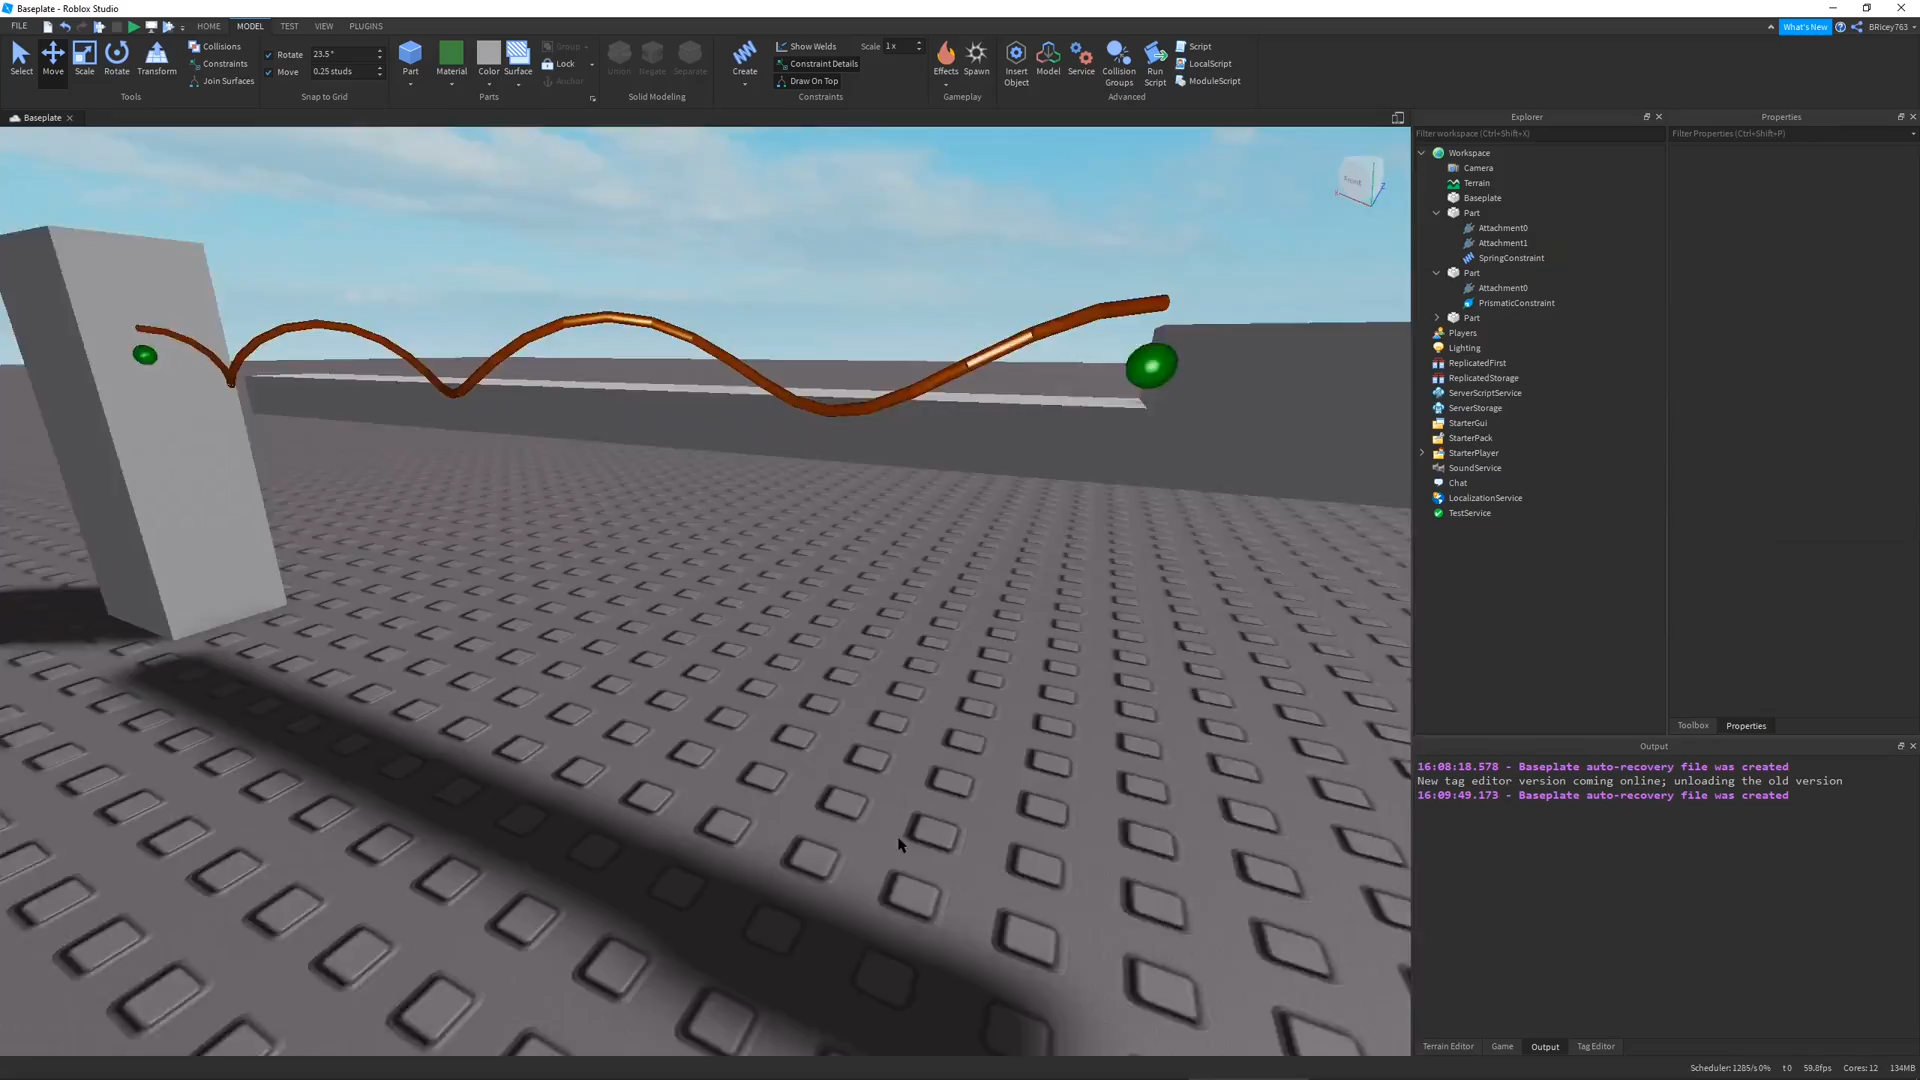 Baseplate - Roblox Studio
FILE HOME MODEL TEST VIEW PLUGINS What's New BRicey763
Select Move Scale Rotate Transform
Collisions
Constraints
Join Surfaces
Tools
Rotate 23.5°
Move 0.25 studs
Snap to Grid
Part Material Color Surface
Group
Lock
Anchor
Parts
Union Negate Separate
Solid Modeling
Create
Show Welds
Constraint Details
Draw On Top
Scale 1x
Constraints
Effects Spawn
Gameplay
Insert Object Model Service Collision Groups Run Script
Script
LocalScript
ModuleScript
Advanced
Baseplate
Front
X
Z
Explorer
Filter workspace (Ctrl+Shift+X)
Workspace
Camera
Terrain
Baseplate
Part
Attachment0
Attachment1
SpringConstraint
Part
Attachment0
PrismaticConstraint
Part
Players
Lighting
ReplicatedFirst
ReplicatedStorage
ServerScriptService
ServerStorage
StarterGui
StarterPack
StarterPlayer
SoundService
Chat
LocalizationService
TestService
Properties
Filter Properties (Ctrl+Shift+P)
Toolbox Properties
Output
16:08:18.578 - Baseplate auto-recovery file was created
New tag editor version coming online; unloading the old version
16:09:49.173 - Baseplate auto-recovery file was created
Terrain Editor Game Output Tag Editor
Scheduler: 1285/s 0% t 0 59.8fps Cores: 12 134MB